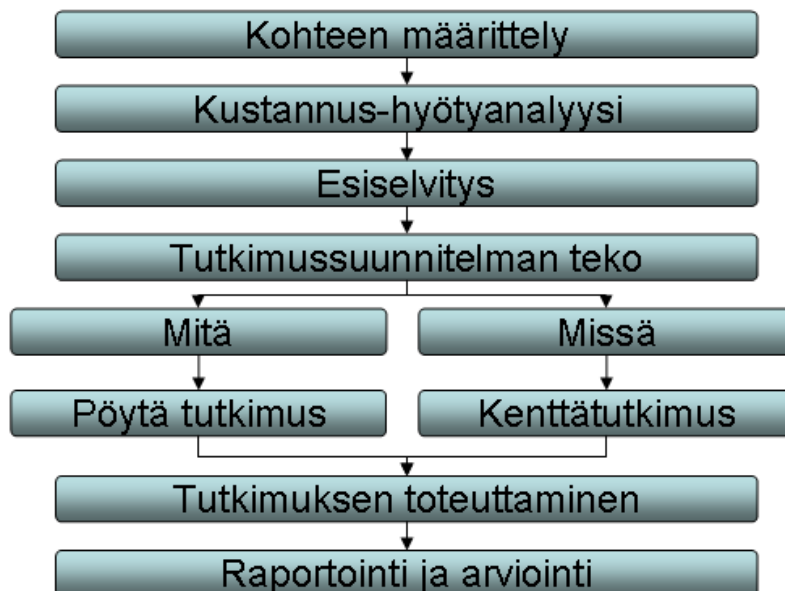 Kohteen määrittely
Kustannus-hyötyanalyysi
Esiselvitys
Tutkimussuunnitelman teko
Mitä
Missä
Pöytä tutkimus
Kenttätutkimus
Tutkimuksen toteuttaminen
Raportointi ja arviointi